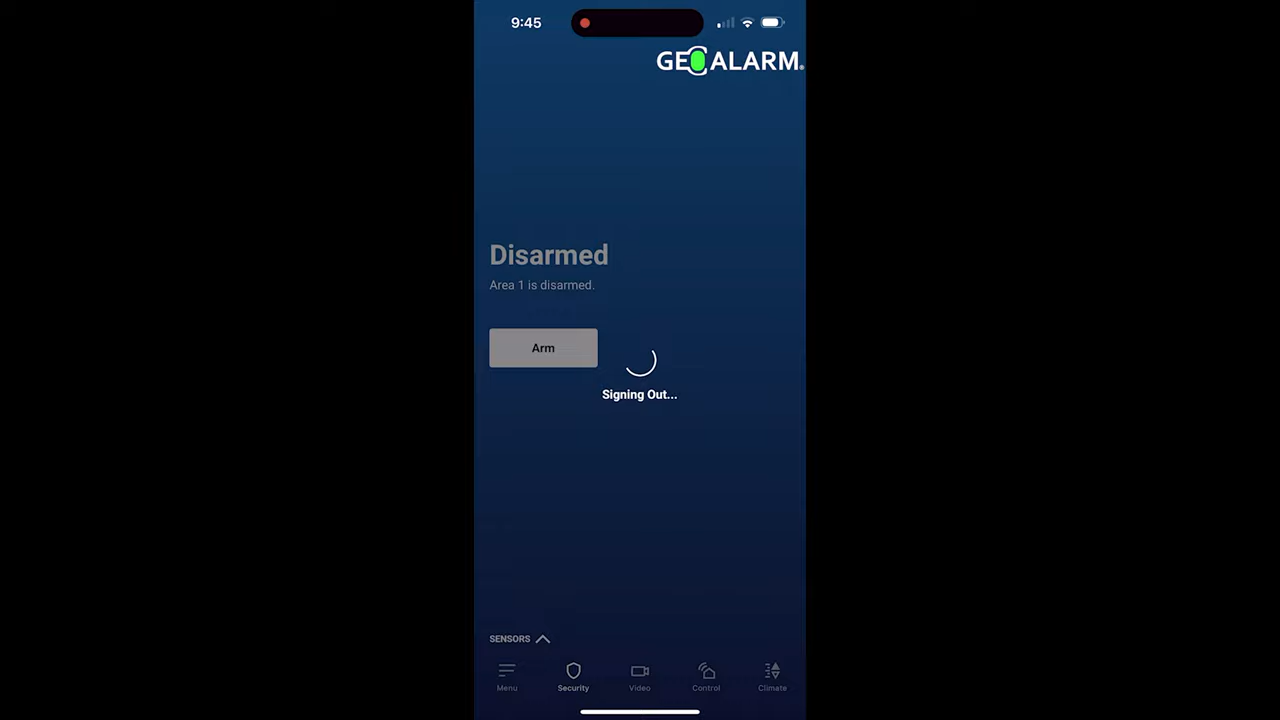 9:45
GEOALARM®
Disarmed
Area 1 is disarmed.
Arm
Signing Out...
SENSORS
Menu
Security
Video
Control
Climate